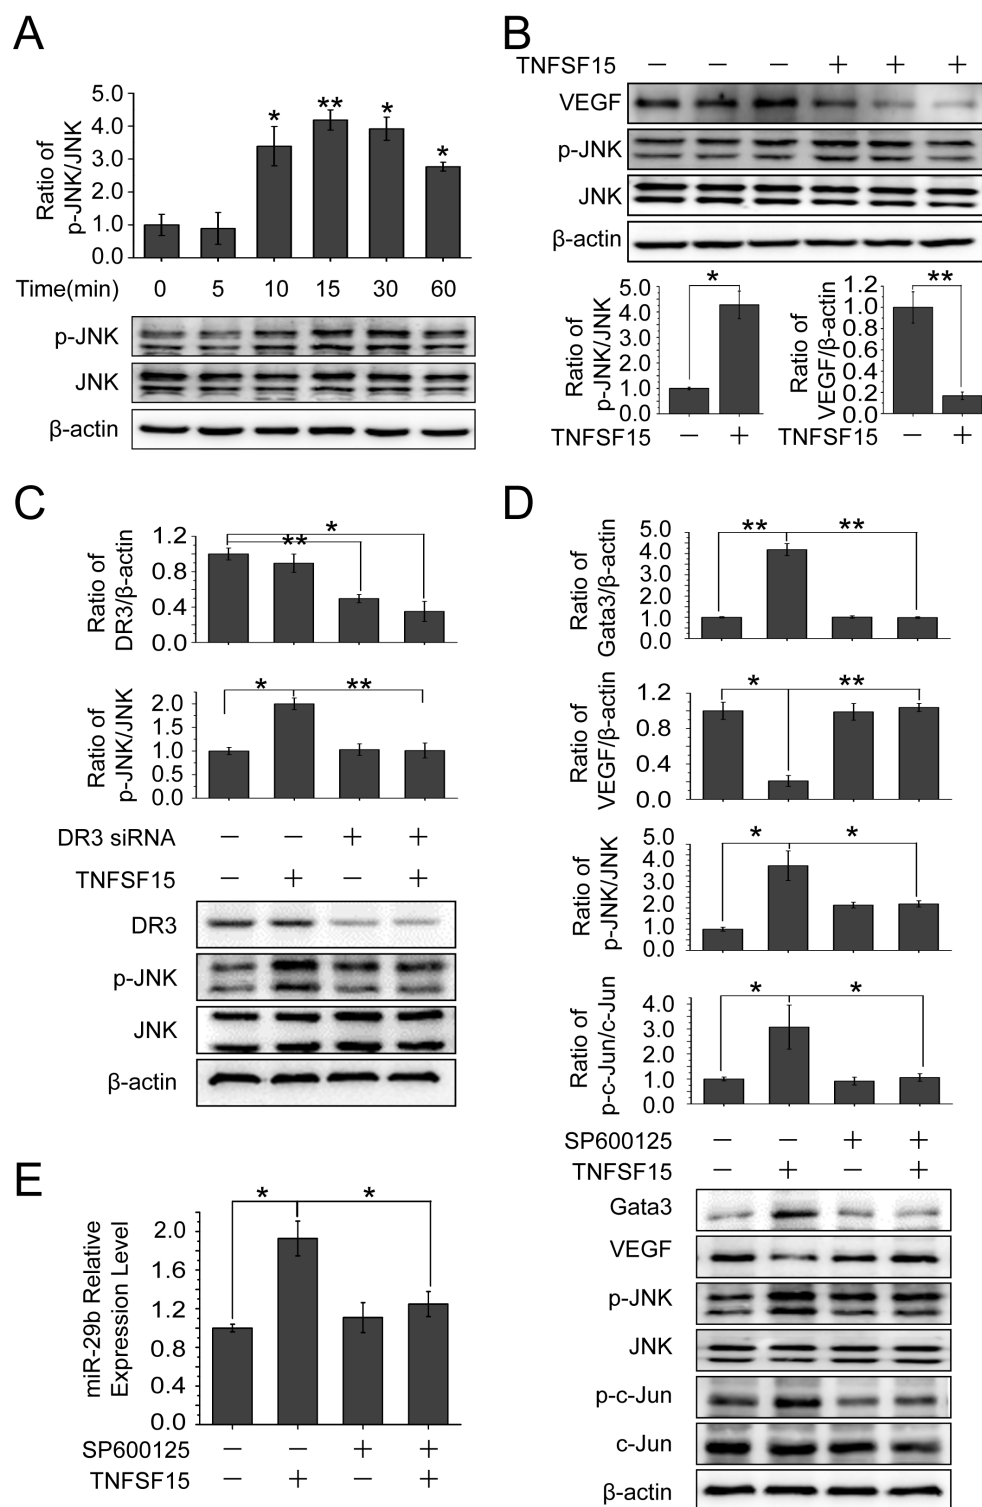 A
Ratio of
p-JNK/JNK
5.0
4.0
3.0
2.0
1.0
0.0
* ** * *
Time(min) 0 5 10 15 30 60
p-JNK
JNK
β-actin
B
TNFSF15 − − − + + +
VEGF
p-JNK
JNK
β-actin
Ratio of
p-JNK/JNK
5.0
4.0
3.0
2.0
1.0
0.0
*
TNFSF15 − +
Ratio of
VEGF/β-actin
1.2
1.0
0.8
0.6
0.4
0.2
0.0
**
TNFSF15 − +
C
Ratio of
DR3/β-actin
1.2
0.8
0.4
0.0
*
**
Ratio of
p-JNK/JNK
2.0
1.5
1.0
0.5
0.0
* **
DR3 siRNA − − + +
TNFSF15 − + − +
DR3
p-JNK
JNK
β-actin
D
Ratio of
Gata3/β-actin
5.0
4.0
3.0
2.0
1.0
0.0
** **
Ratio of
VEGF/β-actin
1.2
0.8
0.4
0.0
* **
Ratio of
p-JNK/JNK
5.0
4.0
3.0
2.0
1.0
0.0
* *
Ratio of
p-c-Jun/c-Jun
4.0
3.0
2.0
1.0
0.0
* *
SP600125 − − + +
TNFSF15 − + − +
Gata3
VEGF
p-JNK
JNK
p-c-Jun
c-Jun
β-actin
E
miR-29b Relative
Expression Level
2.0
1.6
1.2
0.8
0.4
0.0
* *
SP600125 − − + +
TNFSF15 − + − +